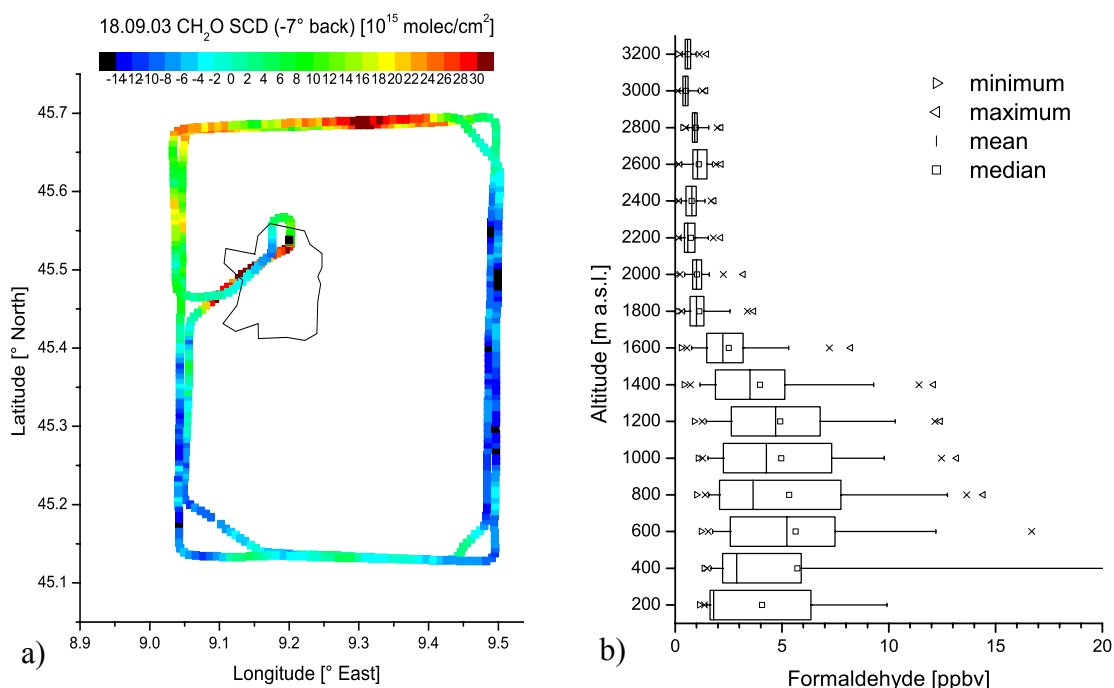 18.09.03 CH₂O SCD (-7° back) [10¹⁵ molec/cm²]
-14 -12 -10 -8 -6 -4 -2 0 2 4 6 8 10 12 14 16 18 20 22 24 26 28 30
45.7
45.6
45.5
45.4
45.3
45.2
45.1
Latitude [° North]
8.9 9.0 9.1 9.2 9.3 9.4 9.5
Longitude [° East]
a)
3200
3000
2800
2600
2400
2200
2000
1800
1600
1400
1200
1000
800
600
400
200
Altitude [m a.s.l.]
minimum
maximum
mean
median
0 5 10 15 20
Formaldehyde [ppbv]
b)